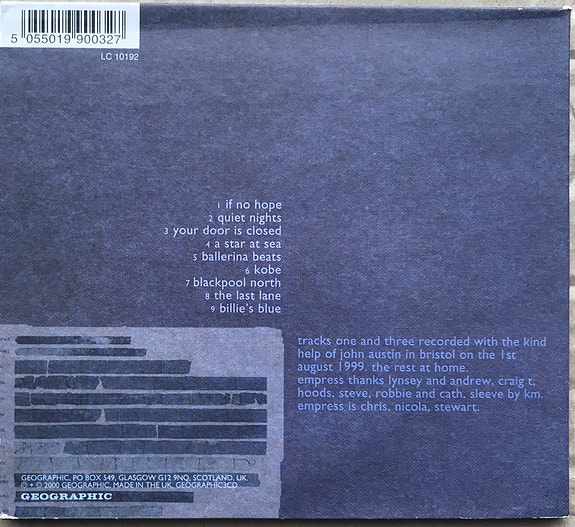 5 055019 900327
LC 10192
1 if no hope
2 quiet nights
3 your door is closed
4 a star at sea
5 ballerina beats
6 kobe
7 blackpool north
8 the last lane
9 billie's blue
tracks one and three recorded with the kind
help of john austin in bristol on the 1st
august 1999. the rest at home.
empress thanks lynsey and andrew, craig t,
hoods, steve, robbie and cath. sleeve by km.
empress is chris, nicola, stewart.
GEOGRAPHIC, PO BOX 549, GLASGOW G12 9NQ, SCOTLAND, UK.
℗ + © 2000 GEOGRAPHIC, MADE IN THE UK. GEOGRAPHIC3CD
GEOGRAPHIC